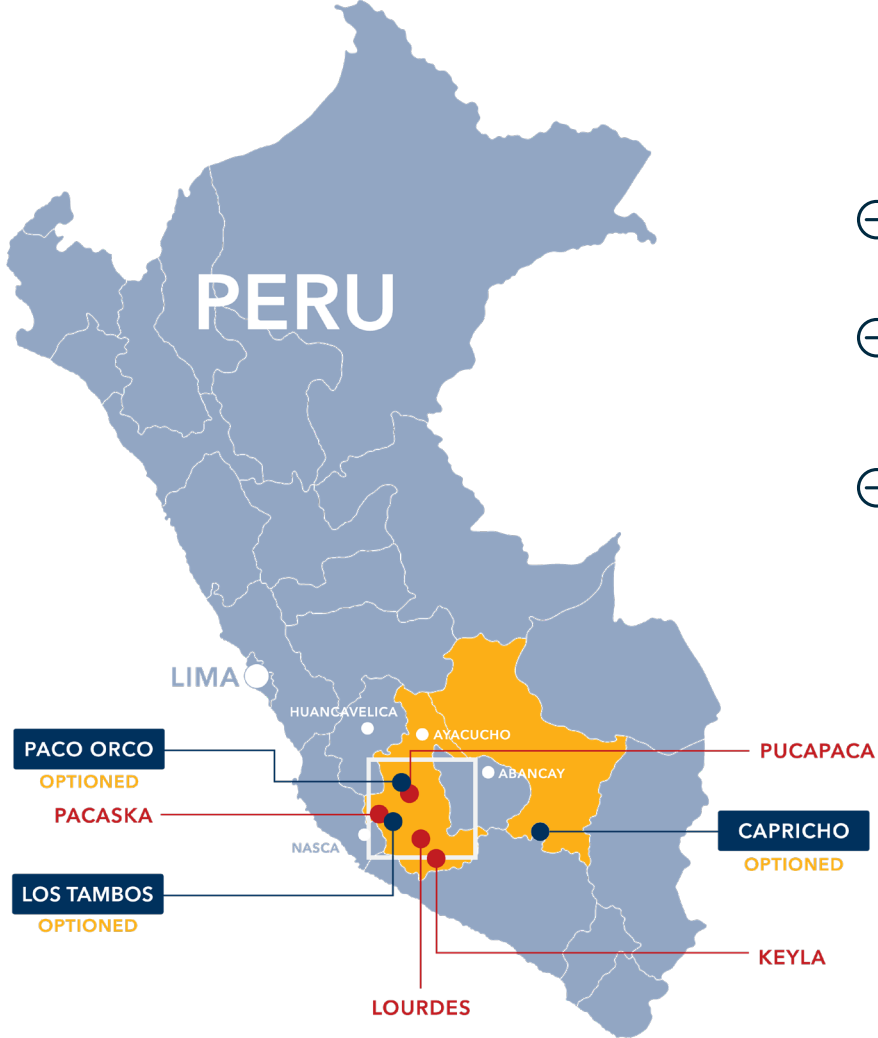 PERU
LIMA
HUANCAVELICA
AYACUCHO
PACO ORCO
OPTIONED
PUCAPACA
ABANCAY
PACASKA
NASCA
CAPRICHO
OPTIONED
LOS TAMBOS
OPTIONED
KEYLA
LOURDES